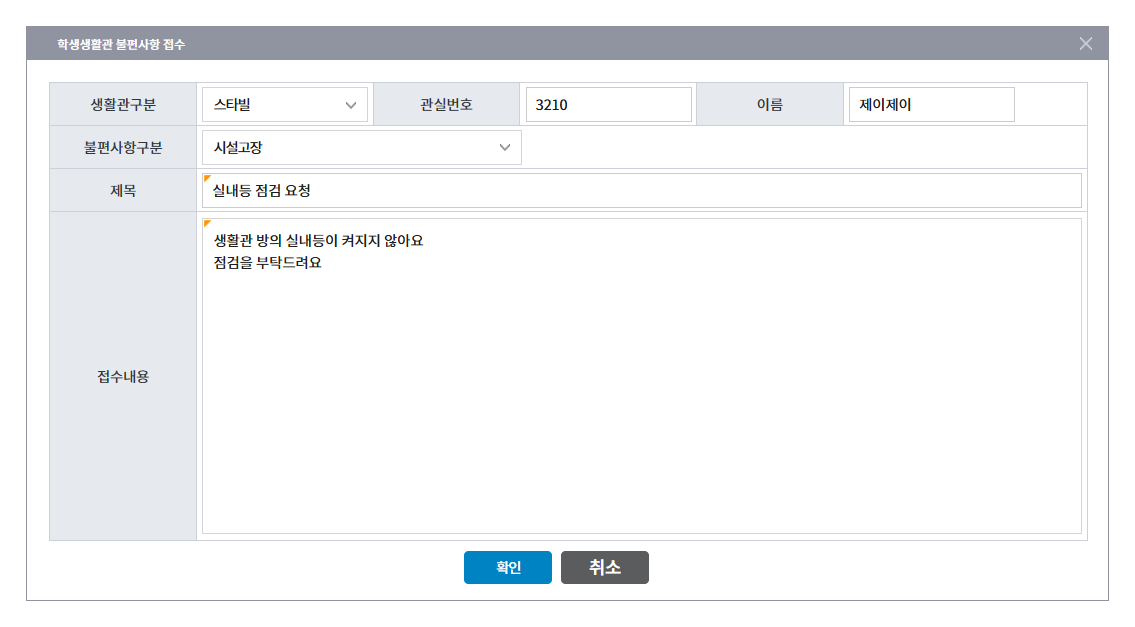 학생생활관 불편사항 접수
생활관구분 스타빌 관실번호 3210 이름 제이제이
불편사항구분 시설고장
제목 실내등 점검 요청
생활관 방의 실내등이 켜지지 않아요
점검을 부탁드려요
접수내용
확인 취소